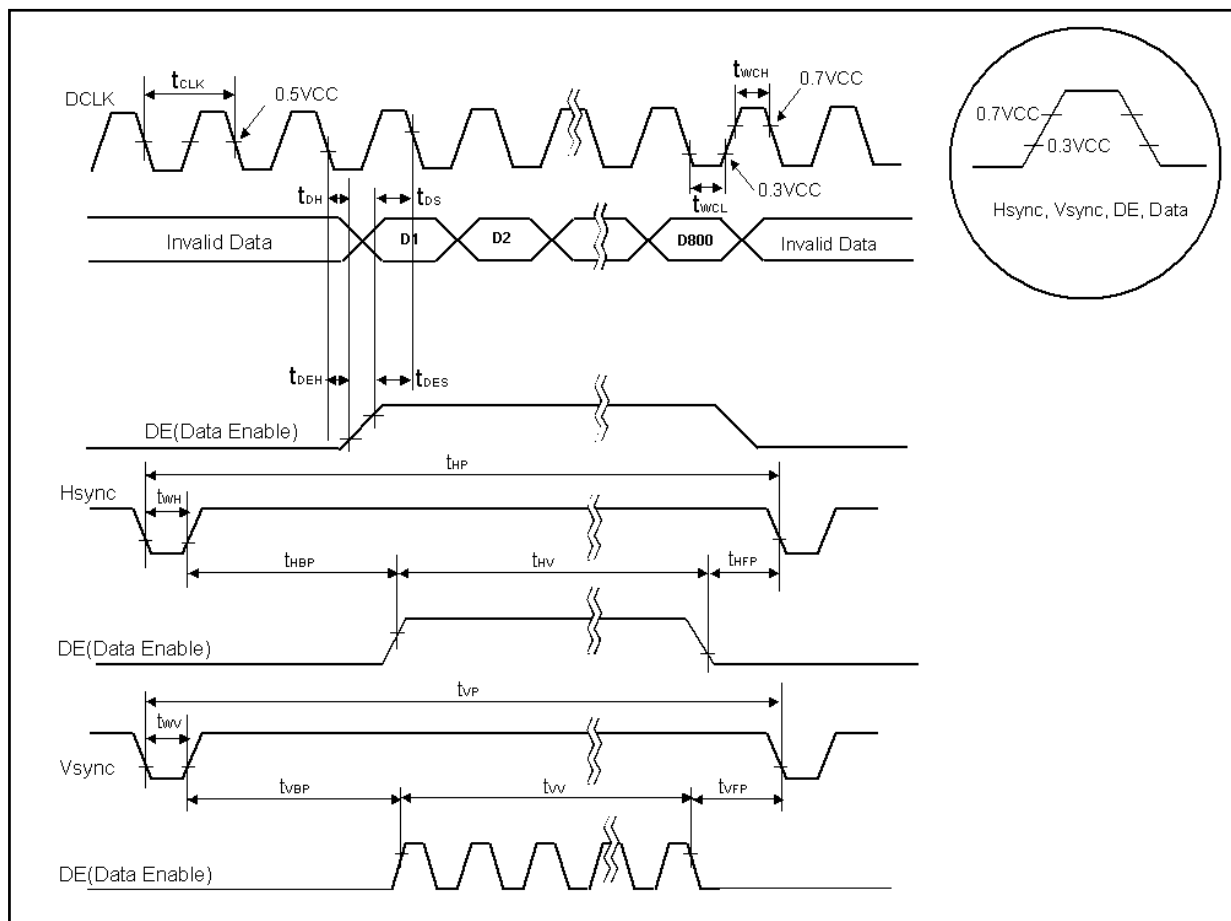 DCLK
tCLK
0.5VCC
tWCH
0.7VCC
0.3VCC
tWCL
0.7VCC
0.3VCC
Hsync, Vsync, DE, Data
tDH
tDS
Invalid Data
D1
D2
D800
Invalid Data
tDEH
tDES
DE(Data Enable)
tHP
Hsync
tWH
tHBP
tHV
tHFP
DE(Data Enable)
tVP
tWV
Vsync
tVBP
tVV
tVFP
DE(Data Enable)